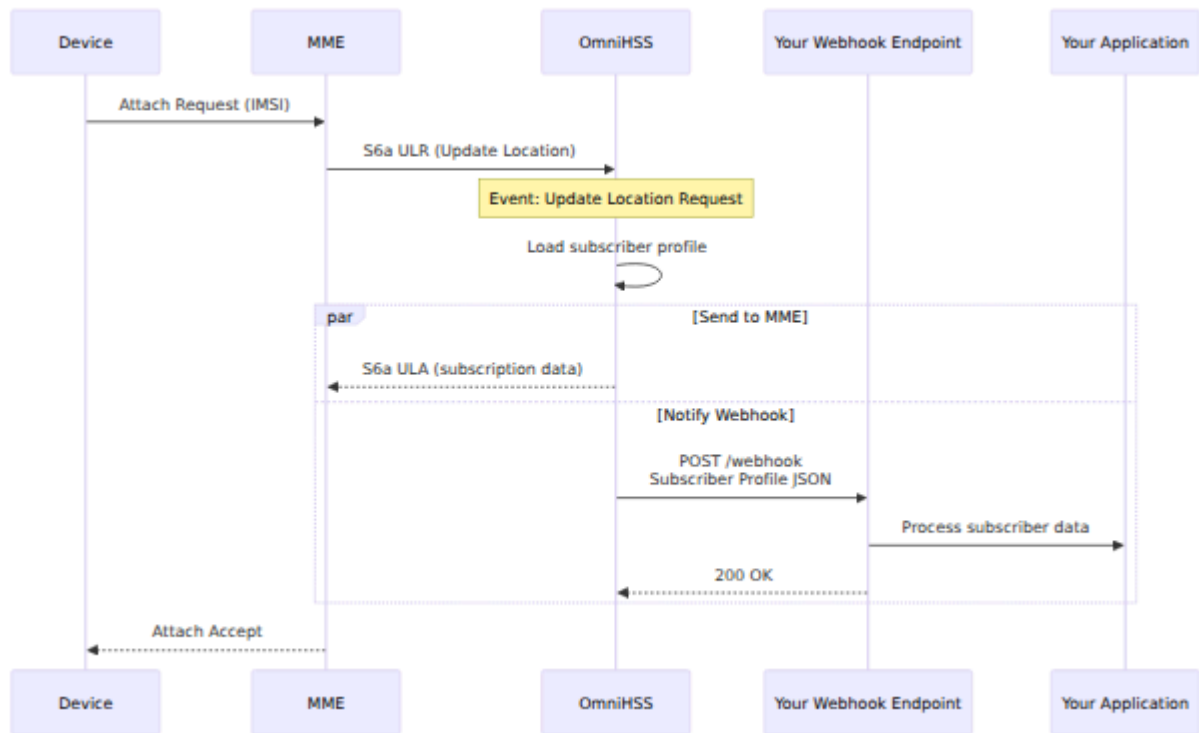 Device
MME
OmniHSS
Your Webhook Endpoint
Your Application
Attach Request (IMSI)
S6a ULR (Update Location)
Event: Update Location Request
Load subscriber profile
par
[Send to MME]
S6a ULA (subscription data)
[Notify Webhook]
POST /webhook
Subscriber Profile JSON
Process subscriber data
200 OK
Attach Accept
Device
MME
OmniHSS
Your Webhook Endpoint
Your Application